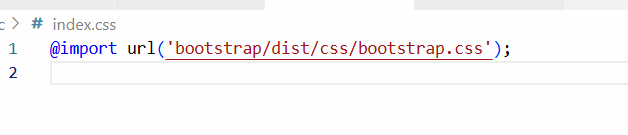 c > # index.css
1 @import url('bootstrap/dist/css/bootstrap.css');
2